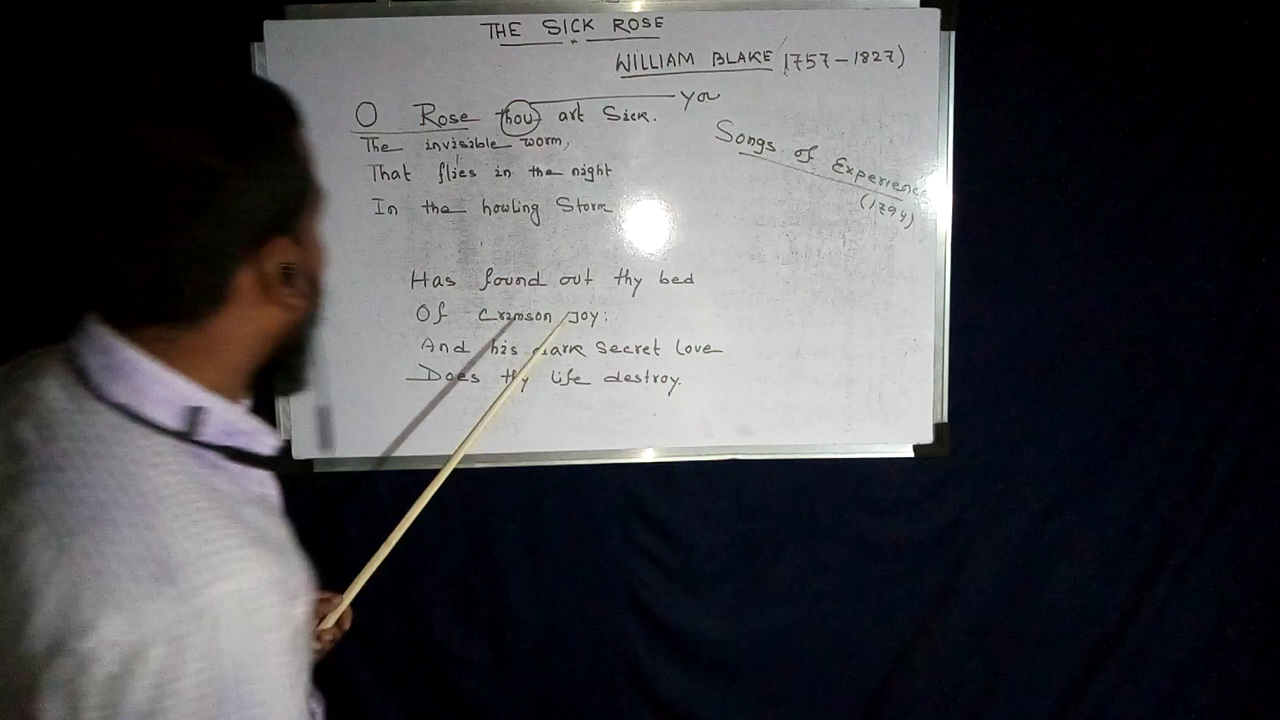 THE SICK ROSE
WILLIAM BLAKE (1757-1827)
you
O Rose thou art Sick.
The invisible worm,
That flies in the night
In the howling Storm
Songs of Experience
(1794)
Has found out thy bed
Of Crimson Joy:
And his dark Secret Love
Does thy life destroy.